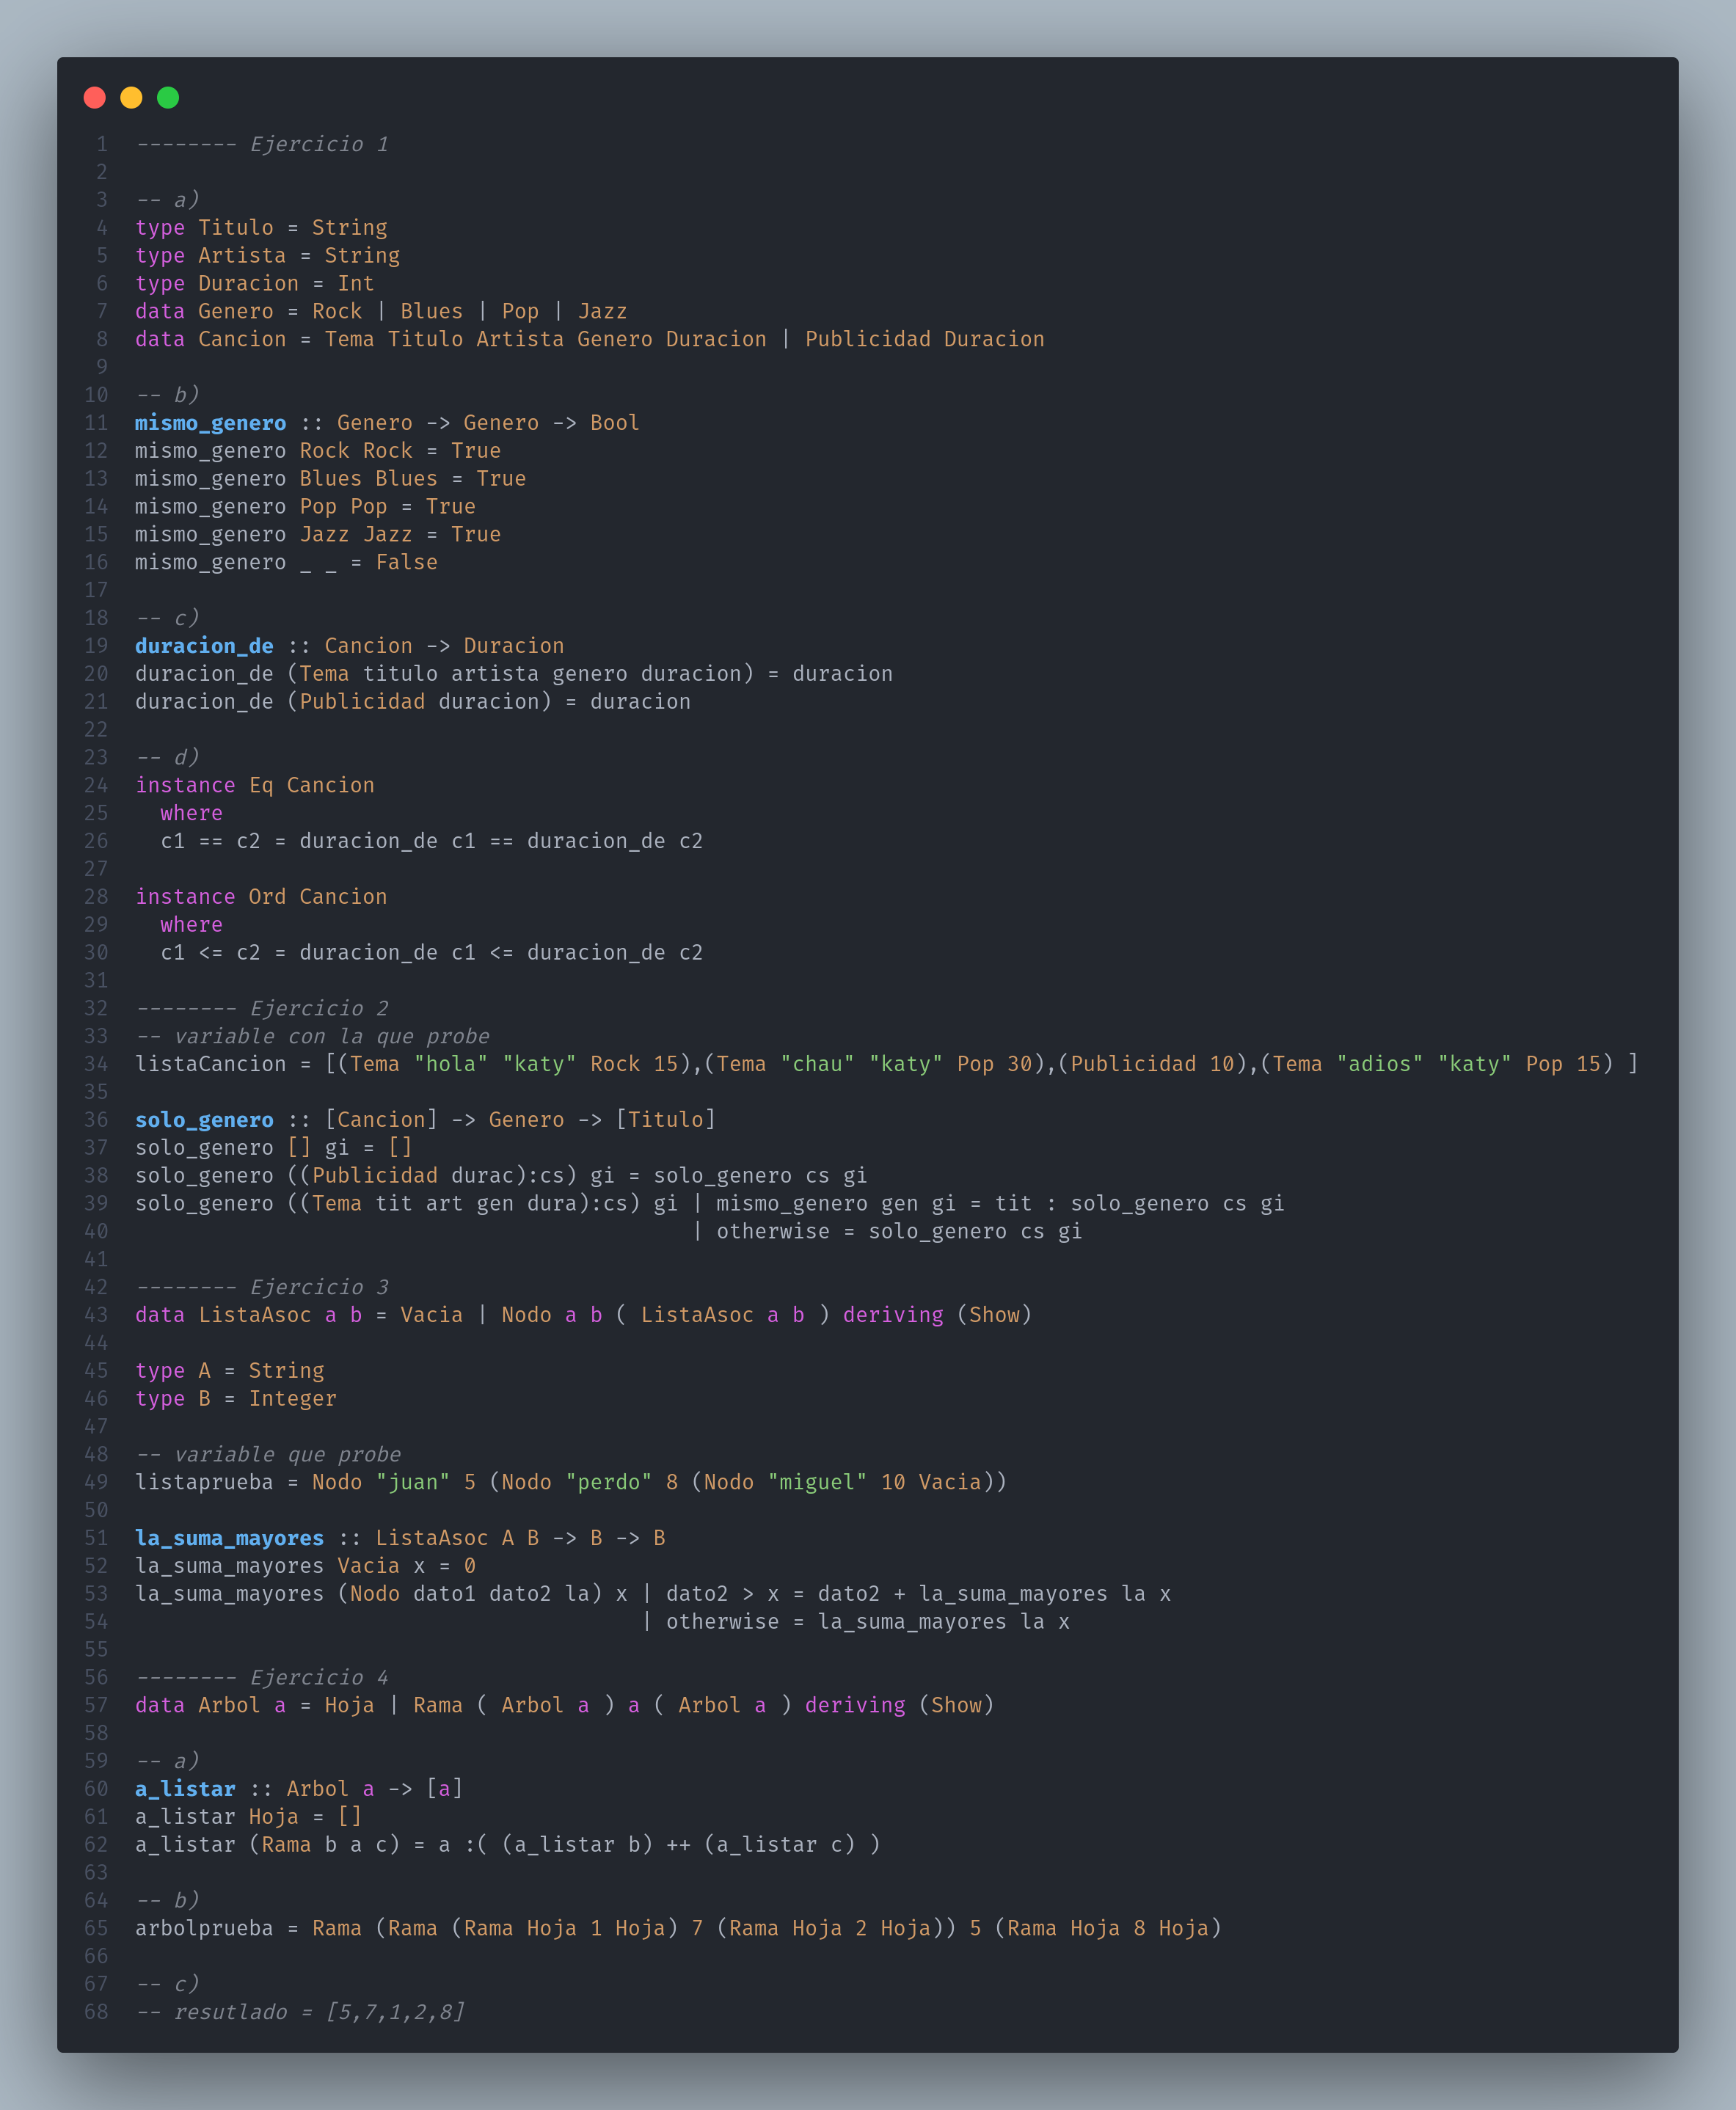 1 -------- Ejercicio 1
2
3 -- a)
4 type Titulo = String
5 type Artista = String
6 type Duracion = Int
7 data Genero = Rock | Blues | Pop | Jazz
8 data Cancion = Tema Titulo Artista Genero Duracion | Publicidad Duracion
9
10 -- b)
11 mismo_genero :: Genero -> Genero -> Bool
12 mismo_genero Rock Rock = True
13 mismo_genero Blues Blues = True
14 mismo_genero Pop Pop = True
15 mismo_genero Jazz Jazz = True
16 mismo_genero _ _ = False
17
18 -- c)
19 duracion_de :: Cancion -> Duracion
20 duracion_de (Tema titulo artista genero duracion) = duracion
21 duracion_de (Publicidad duracion) = duracion
22
23 -- d)
24 instance Eq Cancion
25   where
26   c1 == c2 = duracion_de c1 == duracion_de c2
27
28 instance Ord Cancion
29   where
30   c1 <= c2 = duracion_de c1 <= duracion_de c2
31
32 -------- Ejercicio 2
33 -- variable con la que probe
34 listaCancion = [(Tema "hola" "katy" Rock 15),(Tema "chau" "katy" Pop 30),(Publicidad 10),(Tema "adios" "katy" Pop 15) ]
35
36 solo_genero :: [Cancion] -> Genero -> [Titulo]
37 solo_genero [] gi = []
38 solo_genero ((Publicidad durac):cs) gi = solo_genero cs gi
39 solo_genero ((Tema tit art gen dura):cs) gi | mismo_genero gen gi = tit : solo_genero cs gi
40                                             | otherwise = solo_genero cs gi
41
42 -------- Ejercicio 3
43 data ListaAsoc a b = Vacia | Nodo a b ( ListaAsoc a b ) deriving (Show)
44
45 type A = String
46 type B = Integer
47
48 -- variable que probe
49 listaprueba = Nodo "juan" 5 (Nodo "perdo" 8 (Nodo "miguel" 10 Vacia))
50
51 la_suma_mayores :: ListaAsoc A B -> B -> B
52 la_suma_mayores Vacia x = 0
53 la_suma_mayores (Nodo dato1 dato2 la) x | dato2 > x = dato2 + la_suma_mayores la x
54                                         | otherwise = la_suma_mayores la x
55
56 -------- Ejercicio 4
57 data Arbol a = Hoja | Rama ( Arbol a ) a ( Arbol a ) deriving (Show)
58
59 -- a)
60 a_listar :: Arbol a -> [a]
61 a_listar Hoja = []
62 a_listar (Rama b a c) = a :( (a_listar b) ++ (a_listar c) )
63
64 -- b)
65 arbolprueba = Rama (Rama (Rama Hoja 1 Hoja) 7 (Rama Hoja 2 Hoja)) 5 (Rama Hoja 8 Hoja)
66
67 -- c)
68 -- resutlado = [5,7,1,2,8]